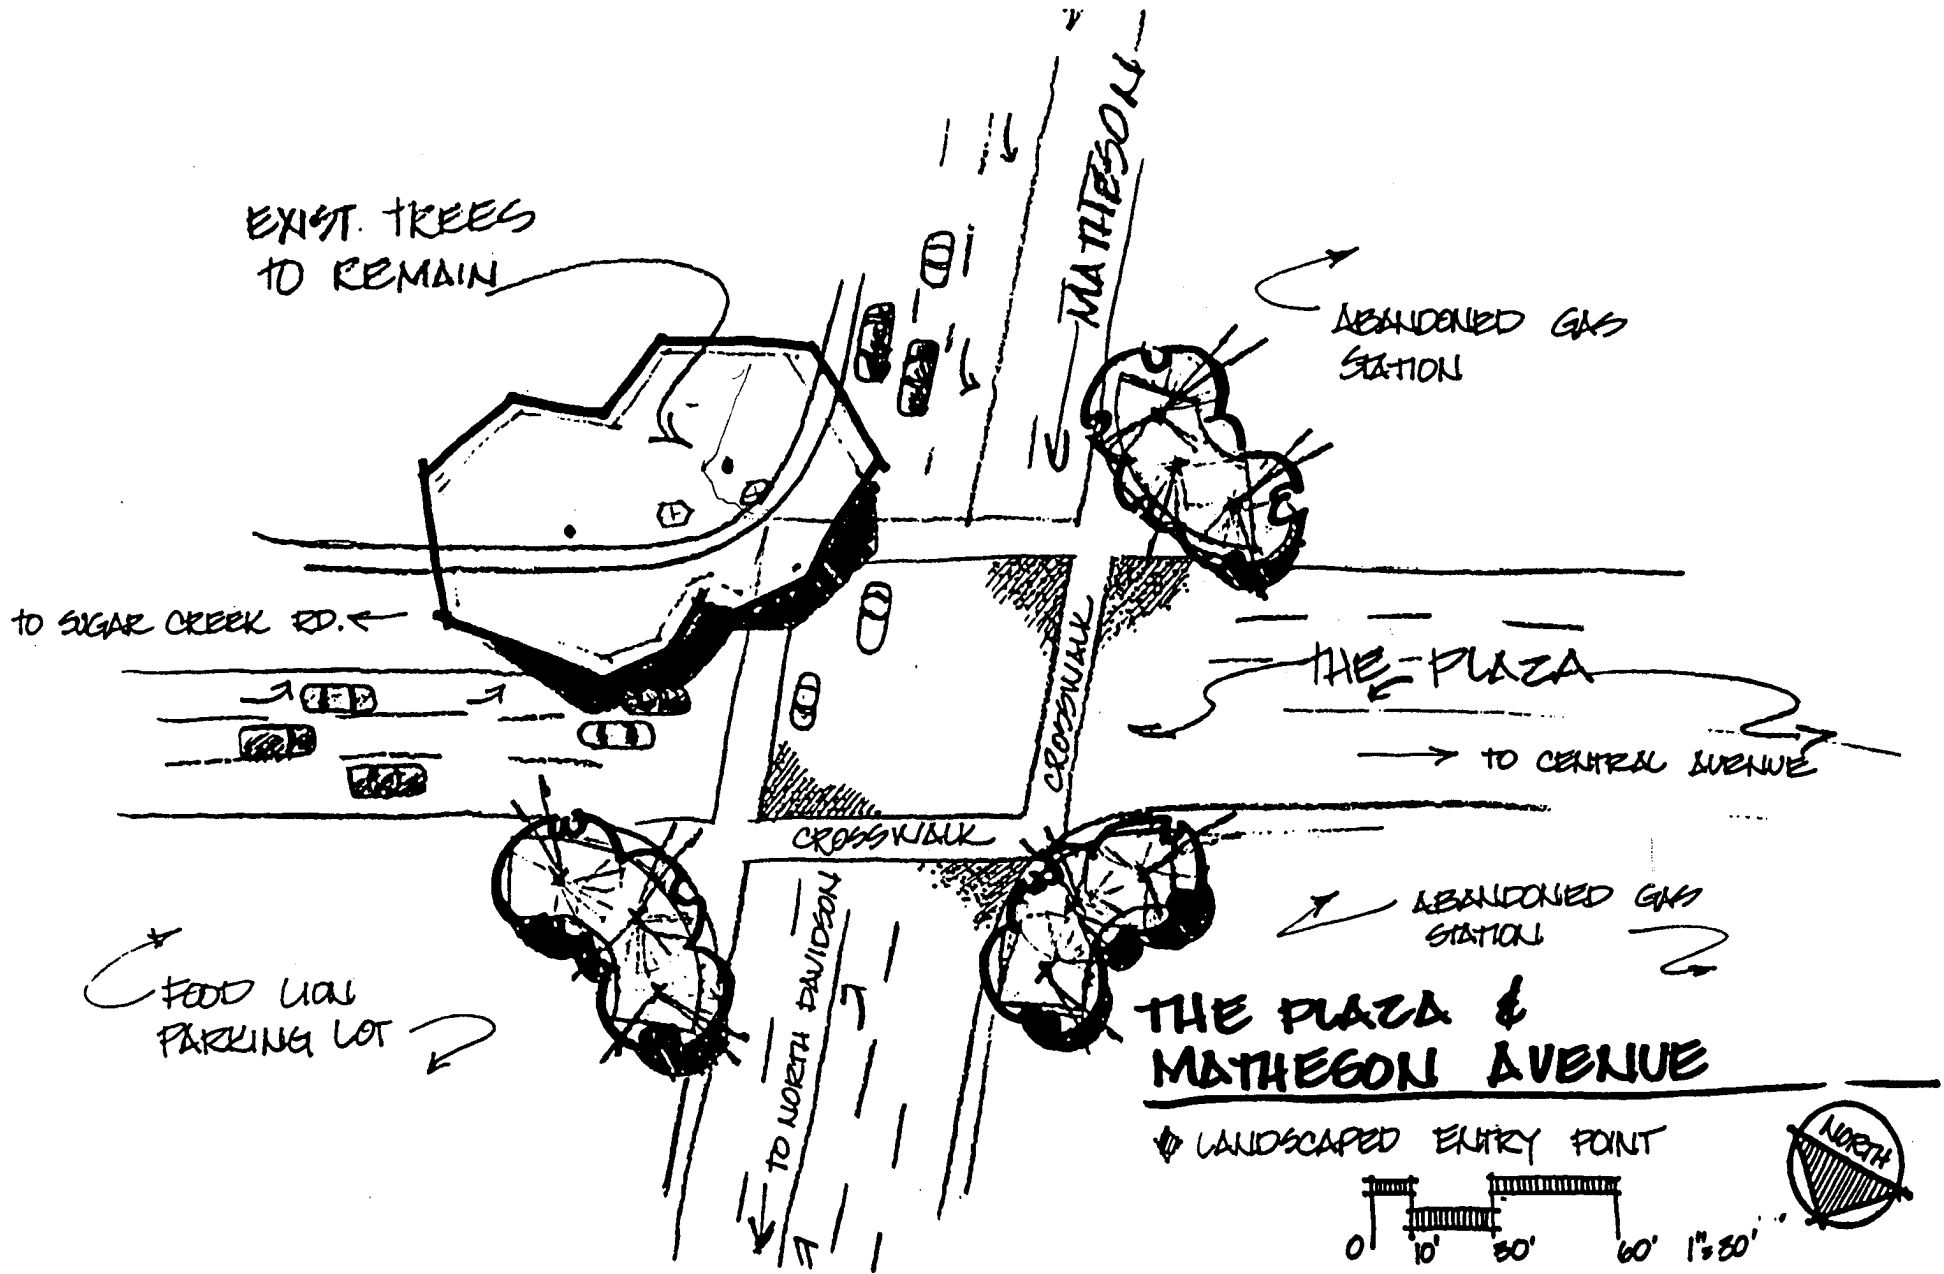 MATHESON
EXIST. TREES
TO REMAIN
ABANDONED GAS
STATION
TO SUGAR CREEK RD.
CROSSWALK
THE PLAZA
TO CENTRAL AVENUE
CROSSWALK
ABANDONED GAS
STATION
FOOD LION
PARKING LOT
TO NORTH DAVIDSON
THE PLAZA &
MATHESON AVENUE
LANDSCAPED ENTRY POINT
NORTH
0 10' 30' 60' 1"=30'